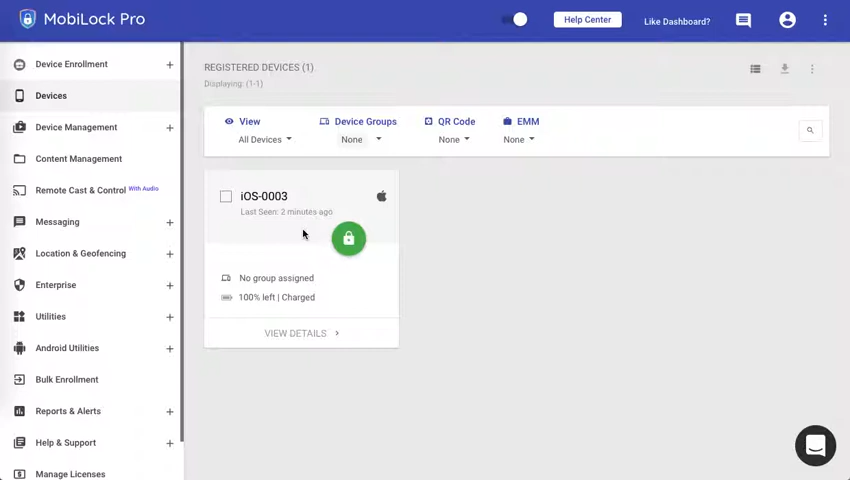 MobiLock Pro
Help Center
Like Dashboard?
Device Enrollment
Devices
Device Management
Content Management
Remote Cast & Control With Audio
Messaging
Location & Geofencing
Enterprise
Utilities
Android Utilities
Bulk Enrollment
Reports & Alerts
Help & Support
Manage Licenses
REGISTERED DEVICES (1)
Displaying: (1-1)
View
Device Groups
QR Code
EMM
All Devices
None
None
None
iOS-0003
Last Seen: 2 minutes ago
No group assigned
100% left | Charged
VIEW DETAILS